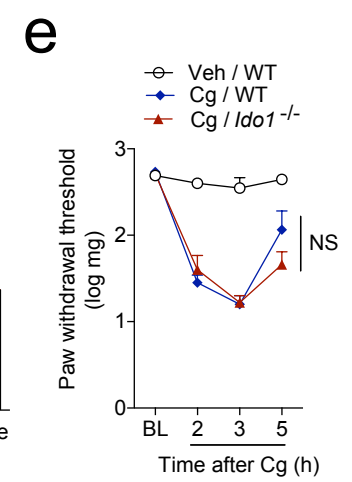 e
Veh / WT
Cg / WT
Cg / Ido1 -/-
Paw withdrawal threshold
(log mg)
3
2
1
0
NS
BL 2 3 5
Time after Cg (h)
e